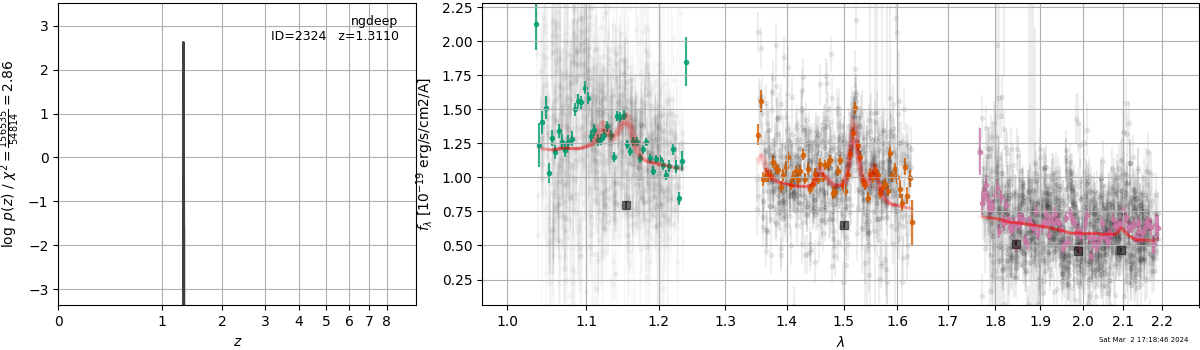 ngdeep
ID=2324 z=1.3110
log p(z) / χ² = 156535/54814 = 2.86
3
2
1
0
−1
−2
−3
0 1 2 3 4 5 6 7 8
z
fλ [10⁻¹⁹ erg/s/cm2/A]
2.25
2.00
1.75
1.50
1.25
1.00
0.75
0.50
0.25
1.0 1.1 1.2 1.3 1.4 1.5 1.6 1.7 1.8 1.9 2.0 2.1 2.2
λ
Sat Mar 2 17:18:46 2024